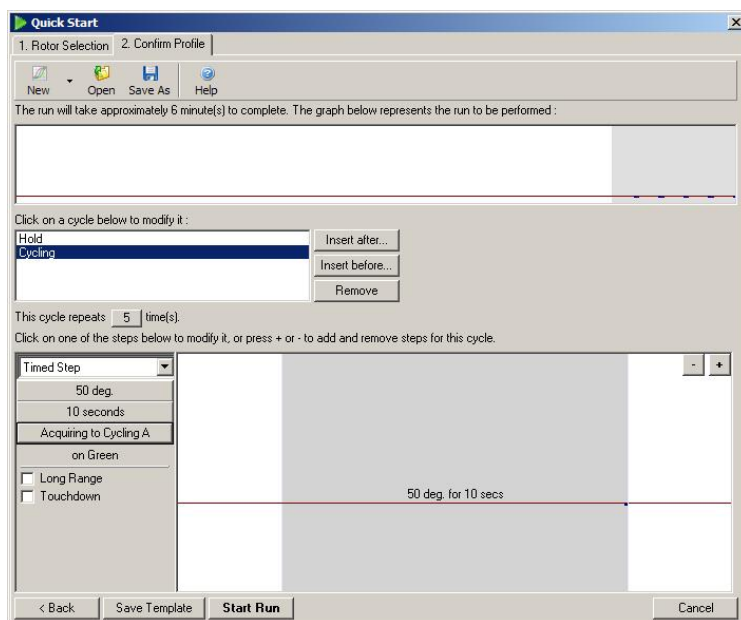 Quick Start
1. Rotor Selection 2. Confirm Profile
New Open Save As Help
The run will take approximately 6 minute(s) to complete. The graph below represents the run to be performed :
Click on a cycle below to modify it :
Hold
Cycling
Insert after...
Insert before...
Remove
This cycle repeats 5 time(s).
Click on one of the steps below to modify it, or press + or - to add and remove steps for this cycle.
Timed Step
- +
50 deg.
10 seconds
Acquiring to Cycling A
on Green
Long Range
Touchdown
50 deg. for 10 secs
< Back Save Template Start Run Cancel